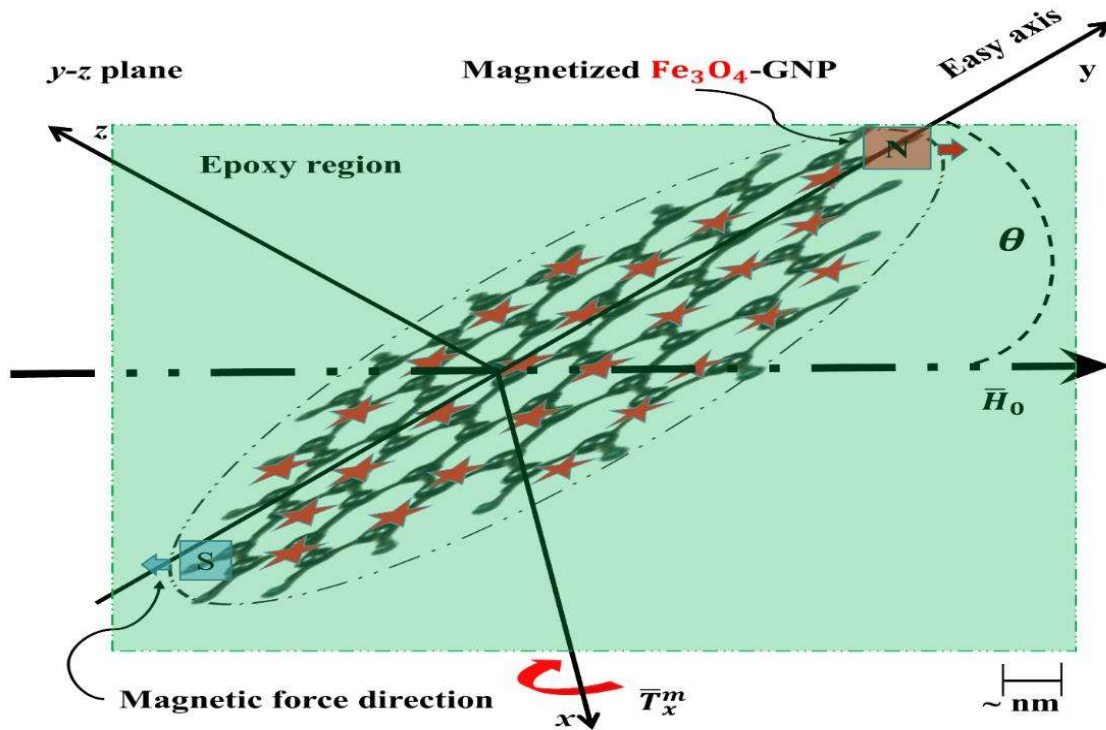 Easy axis
y
y-z plane
Magnetized Fe₃O₄-GNP
z
N
Epoxy region
θ
H̅₀
S
Magnetic force direction
x
T̅ₓᵐ
~ nm